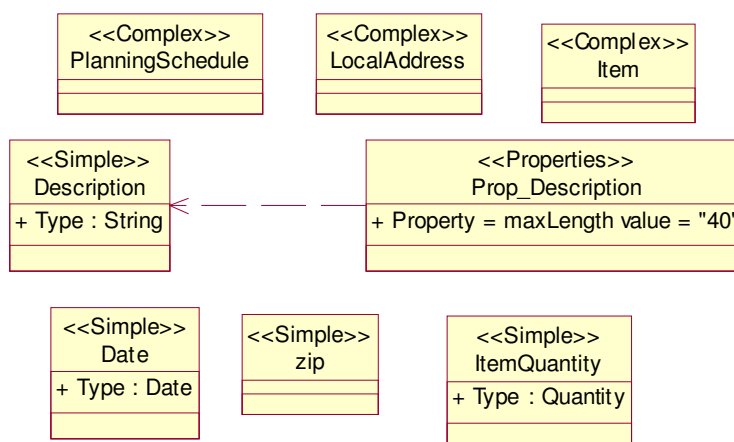 <<Complex>>
PlanningSchedule
<<Complex>>
LocalAddress
<<Complex>>
Item
<<Simple>>
Description
+ Type : String
<<Properties>>
Prop_Description
+ Property = maxLength value = "40"
<<Simple>>
Date
+ Type : Date
<<Simple>>
zip
<<Simple>>
ItemQuantity
+ Type : Quantity